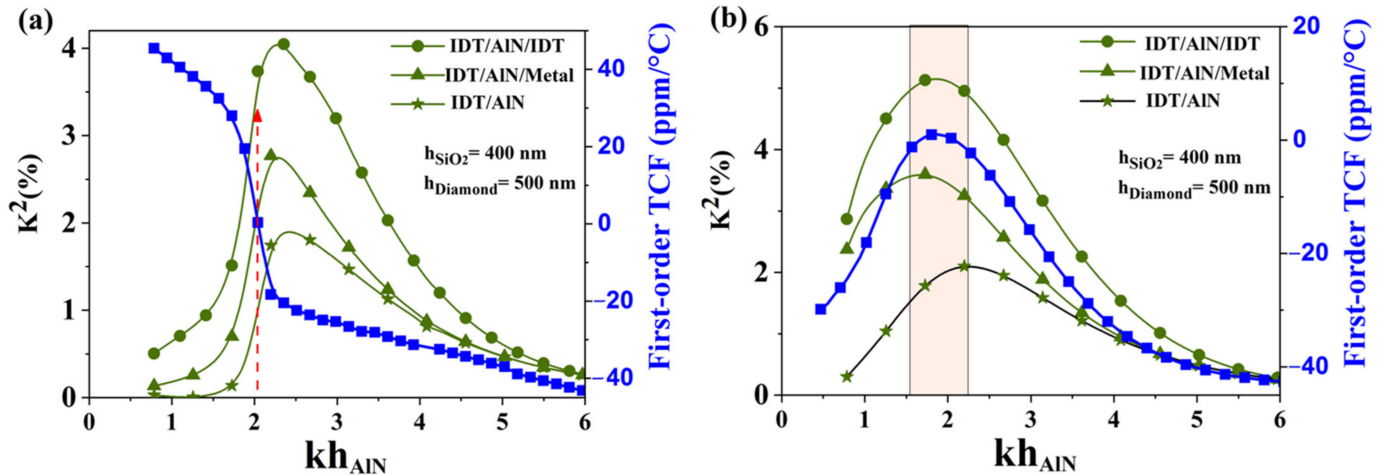 (a)
K²(%)
4
3
2
1
0
IDT/AlN/IDT
IDT/AlN/Metal
IDT/AlN
h_SiO₂= 400 nm
h_Diamond= 500 nm
40
20
0
−20
−40
First-order TCF (ppm/°C)
0 1 2 3 4 5 6
kh_AlN
(b)
K²(%)
6
4
2
0
IDT/AlN/IDT
IDT/AlN/Metal
IDT/AlN
h_SiO₂= 400 nm
h_Diamond= 500 nm
20
0
−20
−40
First-order TCF (ppm/°C)
0 1 2 3 4 5 6
kh_AlN